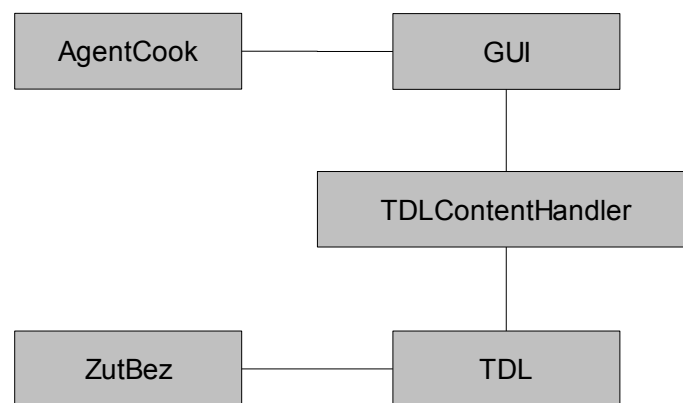 AgentCook
GUI
TDLContentHandler
ZutBez
TDL